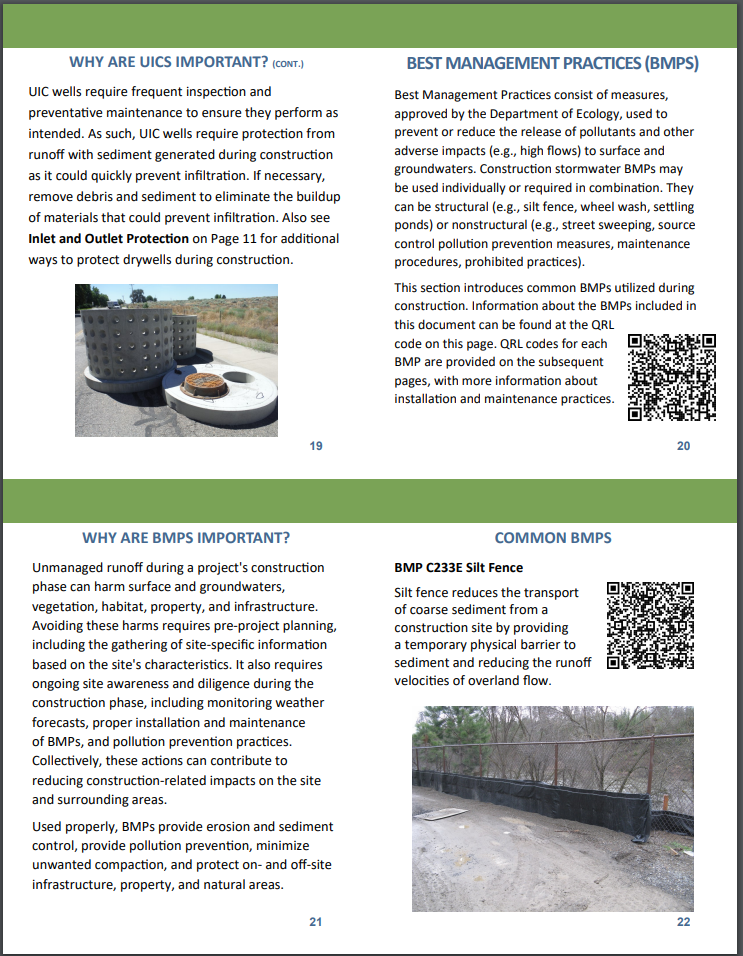 WHY ARE UICS IMPORTANT? (CONT.)
UIC wells require frequent inspection and
preventative maintenance to ensure they perform as
intended. As such, UIC wells require protection from
runoff with sediment generated during construction
as it could quickly prevent infiltration. If necessary,
remove debris and sediment to eliminate the buildup
of materials that could prevent infiltration. Also see
Inlet and Outlet Protection on Page 11 for additional
ways to protect drywells during construction.
19
BEST MANAGEMENT PRACTICES (BMPS)
Best Management Practices consist of measures,
approved by the Department of Ecology, used to
prevent or reduce the release of pollutants and other
adverse impacts (e.g., high flows) to surface and
groundwaters. Construction stormwater BMPs may
be used individually or required in combination. They
can be structural (e.g., silt fence, wheel wash, settling
ponds) or nonstructural (e.g., street sweeping, source
control pollution prevention measures, maintenance
procedures, prohibited practices).
This section introduces common BMPs utilized during
construction. Information about the BMPs included in
this document can be found at the QRL
code on this page. QRL codes for each
BMP are provided on the subsequent
pages, with more information about
installation and maintenance practices.
20
WHY ARE BMPS IMPORTANT?
Unmanaged runoff during a project's construction
phase can harm surface and groundwaters,
vegetation, habitat, property, and infrastructure.
Avoiding these harms requires pre-project planning,
including the gathering of site-specific information
based on the site's characteristics. It also requires
ongoing site awareness and diligence during the
construction phase, including monitoring weather
forecasts, proper installation and maintenance
of BMPs, and pollution prevention practices.
Collectively, these actions can contribute to
reducing construction-related impacts on the site
and surrounding areas.
Used properly, BMPs provide erosion and sediment
control, provide pollution prevention, minimize
unwanted compaction, and protect on- and off-site
infrastructure, property, and natural areas.
21
COMMON BMPS
BMP C233E Silt Fence
Silt fence reduces the transport
of coarse sediment from a
construction site by providing
a temporary physical barrier to
sediment and reducing the runoff
velocities of overland flow.
22